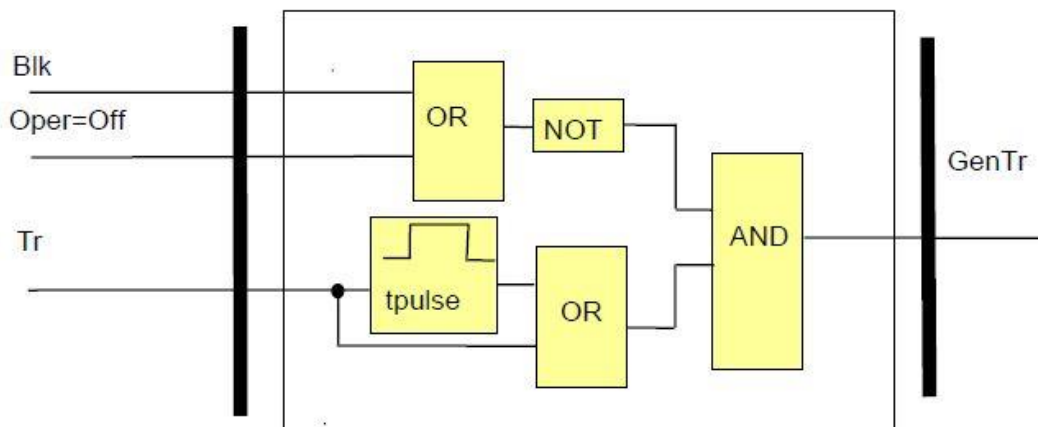 Blk
Oper=Off
Tr
OR
NOT
tpulse
OR
AND
GenTr